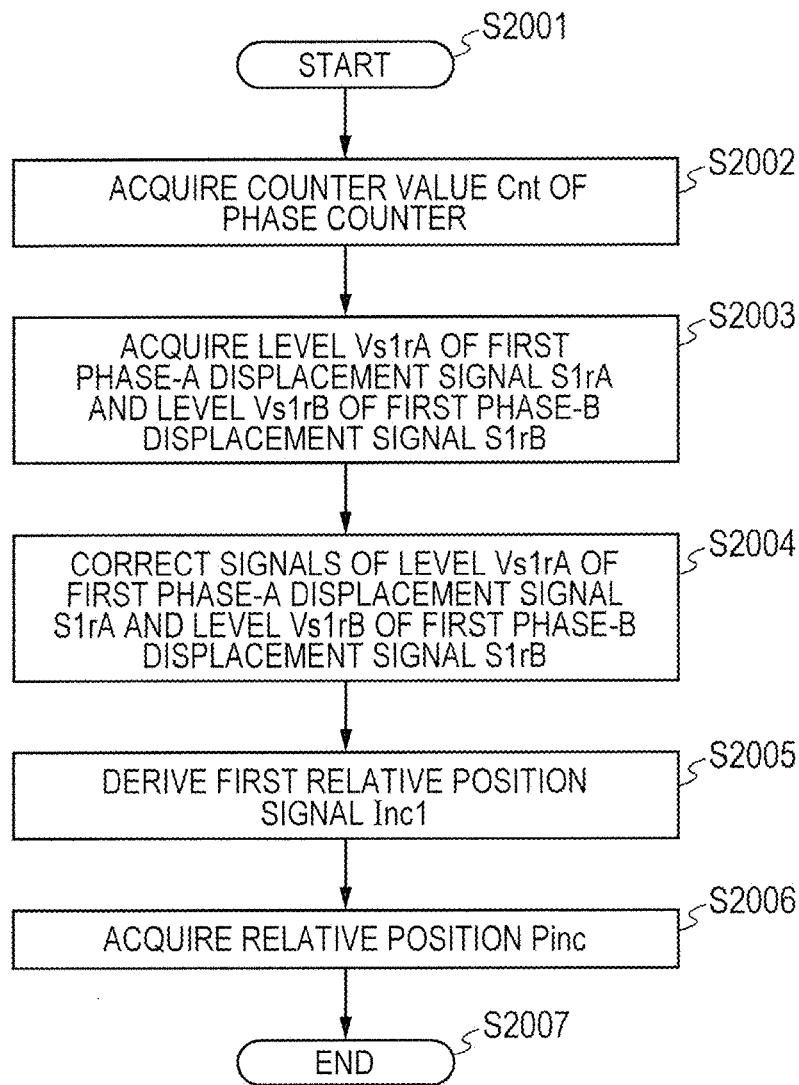 S2001
START
S2002
ACQUIRE COUNTER VALUE Cnt OF
PHASE COUNTER
S2003
ACQUIRE LEVEL Vs1rA OF FIRST
PHASE-A DISPLACEMENT SIGNAL S1rA
AND LEVEL Vs1rB OF FIRST PHASE-B
DISPLACEMENT SIGNAL S1rB
S2004
CORRECT SIGNALS OF LEVEL Vs1rA OF
FIRST PHASE-A DISPLACEMENT SIGNAL
S1rA AND LEVEL Vs1rB OF FIRST PHASE-B
DISPLACEMENT SIGNAL S1rB
S2005
DERIVE FIRST RELATIVE POSITION
SIGNAL Inc1
S2006
ACQUIRE RELATIVE POSITION Pinc
S2007
END